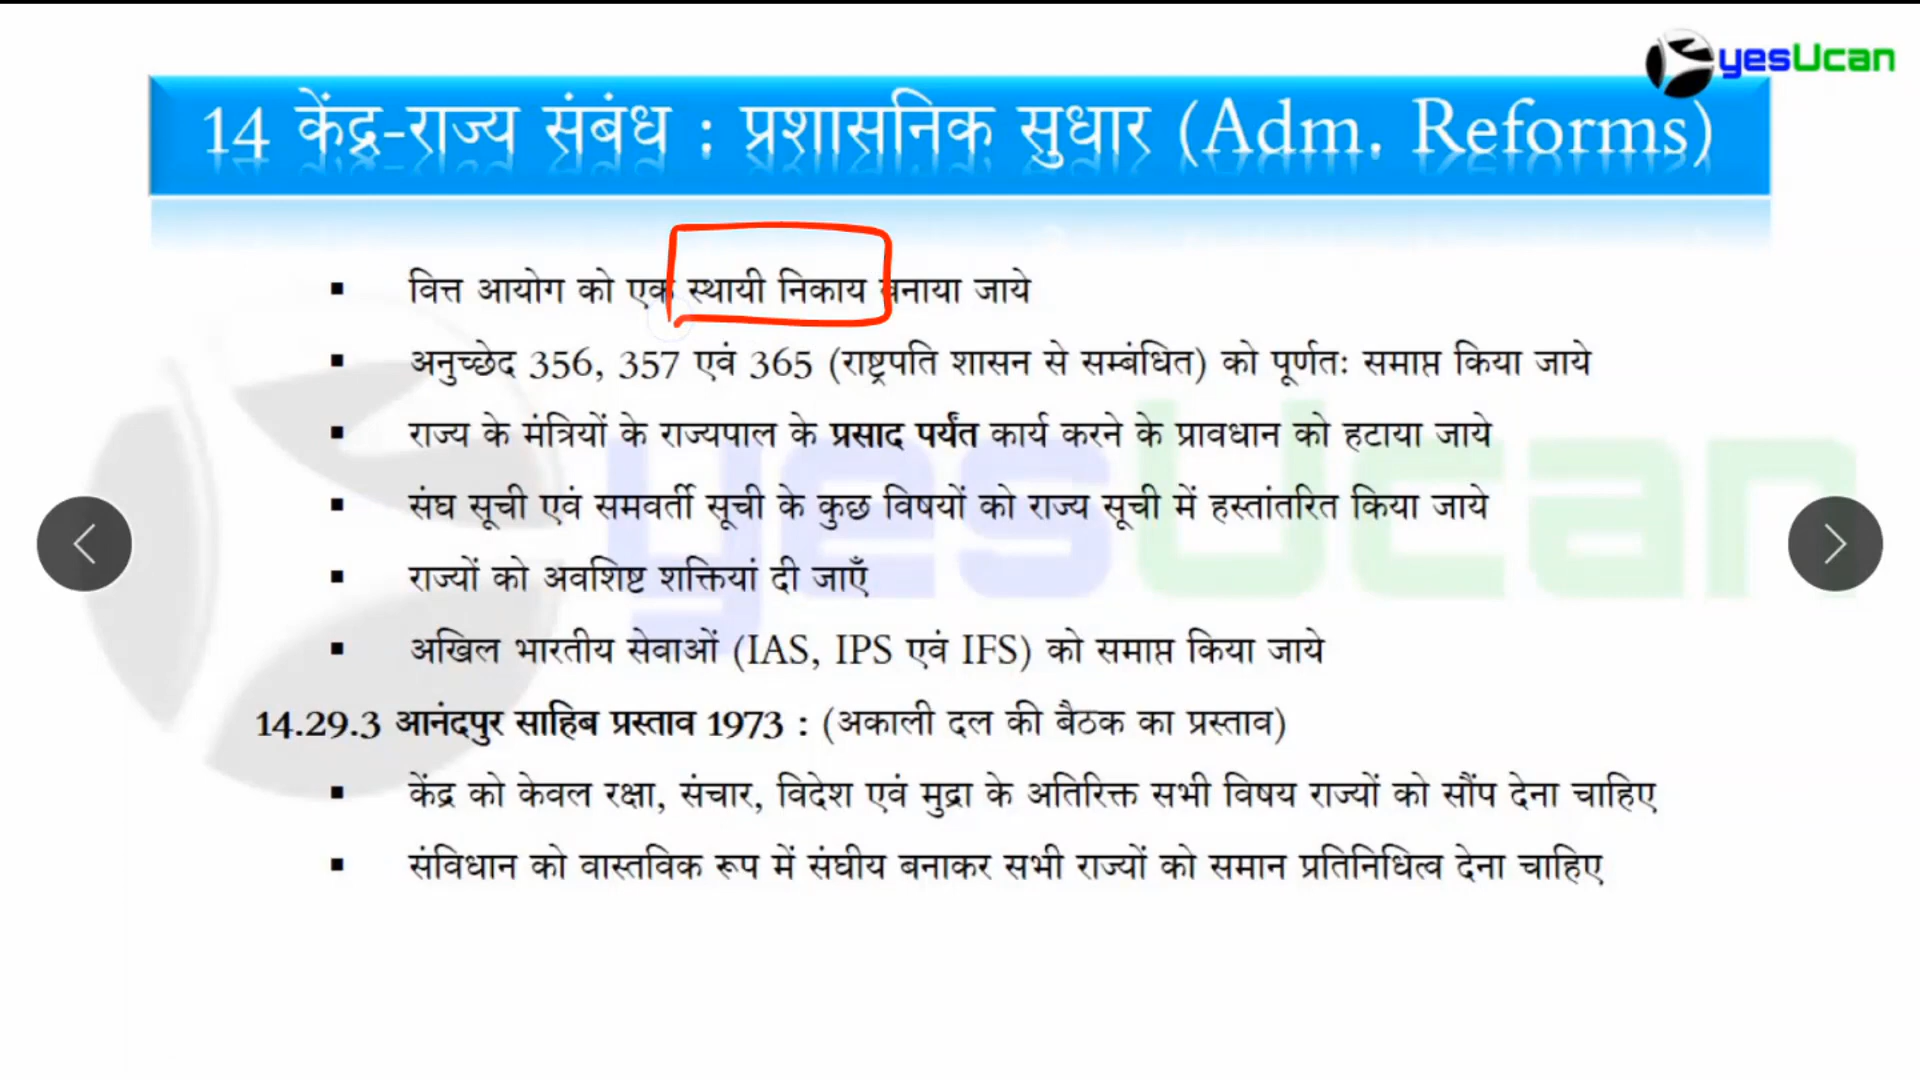 yesUcan
14 केंद्र-राज्य संबंध : प्रशासनिक सुधार (Adm. Reforms)
▪ वित्त आयोग को एक स्थायी निकाय बनाया जाये
▪ अनुच्छेद 356, 357 एवं 365 (राष्ट्रपति शासन से सम्बंधित) को पूर्णतः समाप्त किया जाये
▪ राज्य के मंत्रियों के राज्यपाल के प्रसाद पर्यंत कार्य करने के प्रावधान को हटाया जाये
▪ संघ सूची एवं समवर्ती सूची के कुछ विषयों को राज्य सूची में हस्तांतरित किया जाये
▪ राज्यों को अवशिष्ट शक्तियां दी जाएँ
▪ अखिल भारतीय सेवाओं (IAS, IPS एवं IFS) को समाप्त किया जाये
14.29.3 आनंदपुर साहिब प्रस्ताव 1973 : (अकाली दल की बैठक का प्रस्ताव)
▪ केंद्र को केवल रक्षा, संचार, विदेश एवं मुद्रा के अतिरिक्त सभी विषय राज्यों को सौंप देना चाहिए
▪ संविधान को वास्तविक रूप में संघीय बनाकर सभी राज्यों को समान प्रतिनिधित्व देना चाहिए
yesUcan